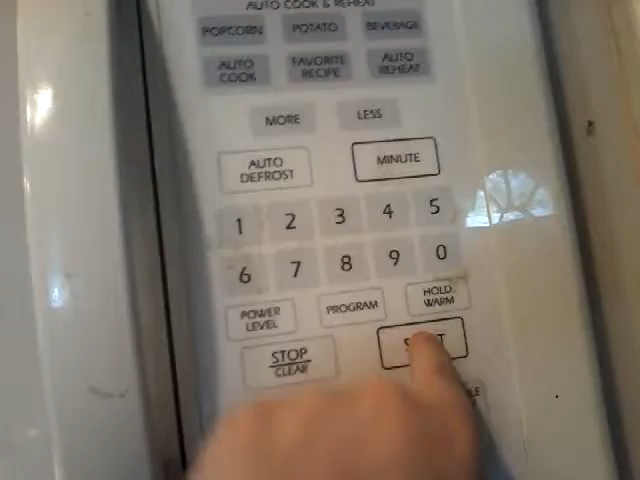 AUTO COOK & REHEAT
POPCORN POTATO BEVERAGE
AUTO COOK
FAVORITE RECIPE
AUTO REHEAT
MORE LESS
AUTO DEFROST
MINUTE
1 2 3 4 5
6 7 8 9 0
POWER LEVEL
PROGRAM
HOLD WARM
STOP
CLEAR